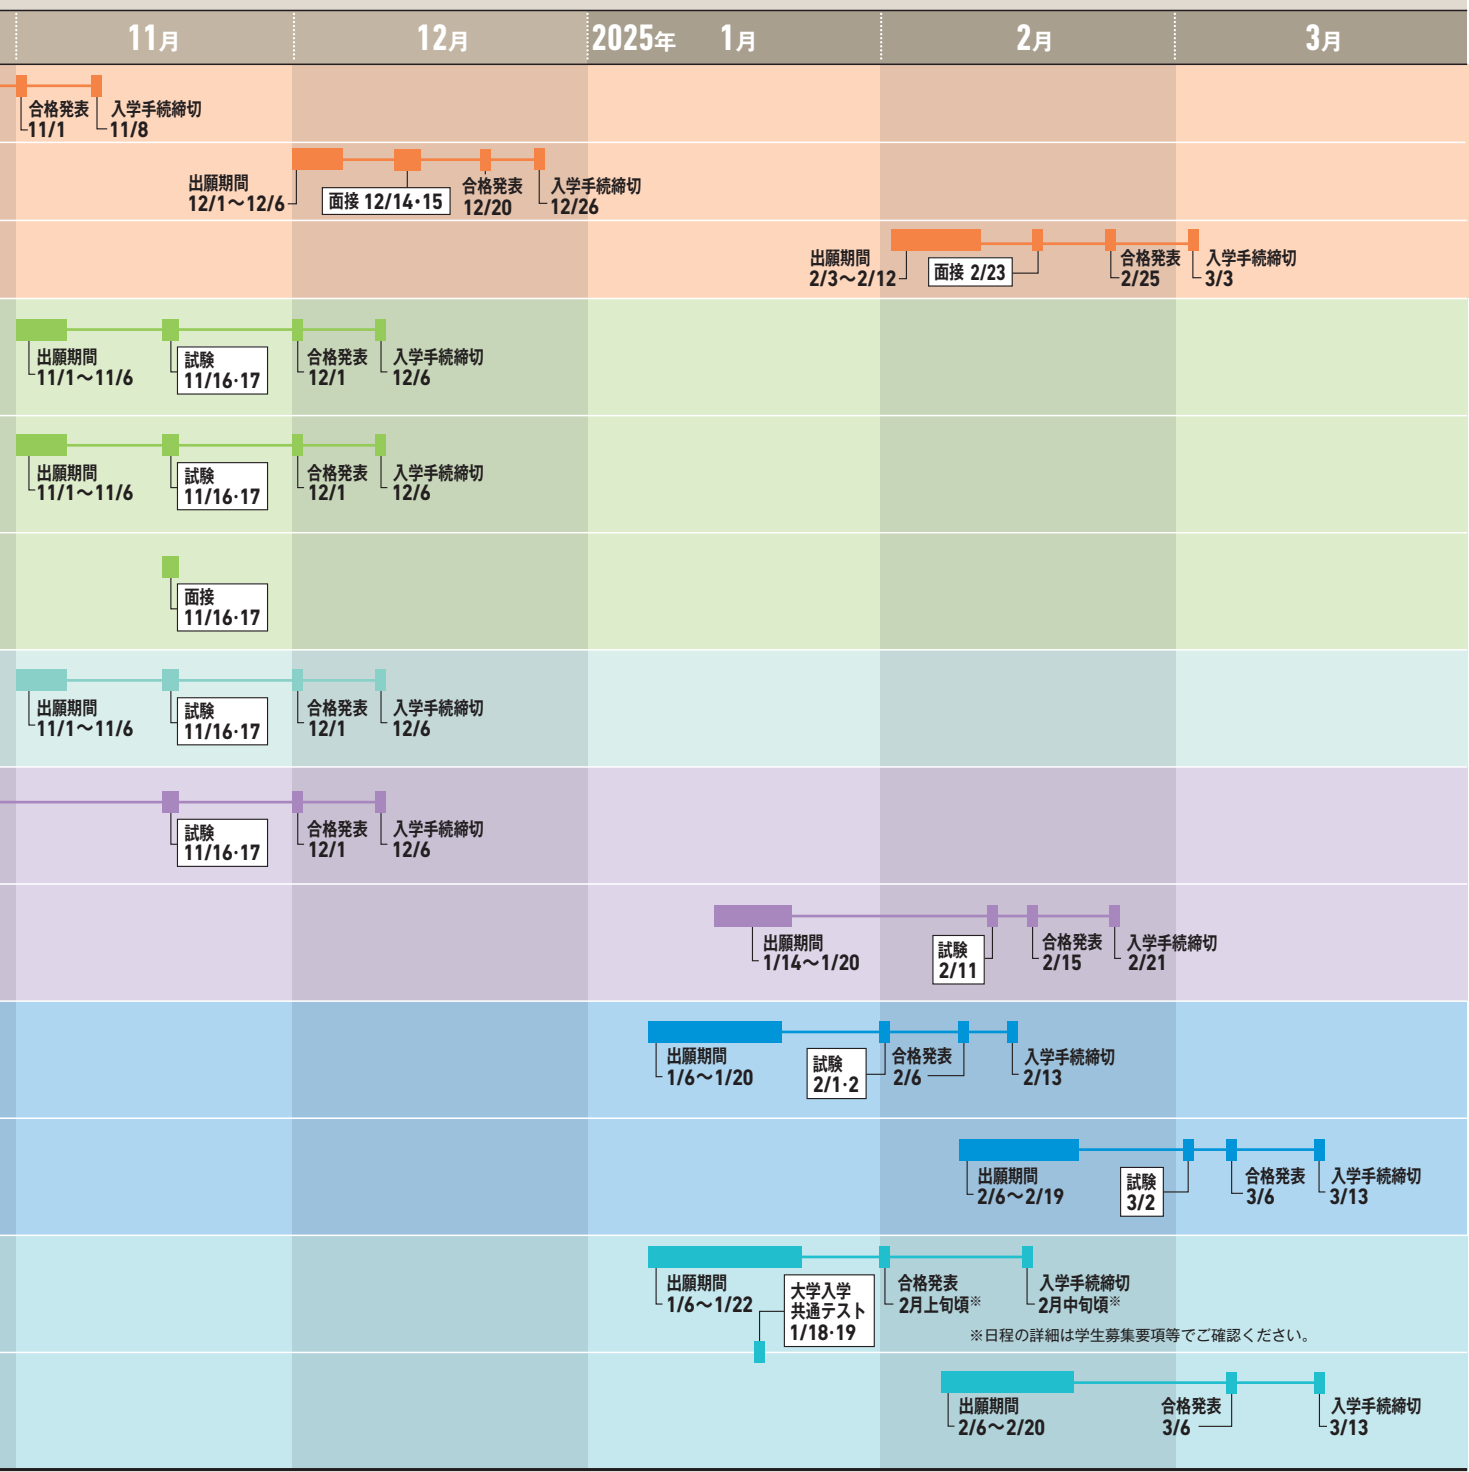 11月
12月
2025年 1月
2月
3月
合格発表
11/1
入学手続締切
11/8
出願期間
12/1〜12/6
面接 12/14・15
合格発表
12/20
入学手続締切
12/26
出願期間
2/3〜2/12
面接 2/23
合格発表
2/25
入学手続締切
3/3
出願期間
11/1〜11/6
試験
11/16・17
合格発表
12/1
入学手続締切
12/6
出願期間
11/1〜11/6
試験
11/16・17
合格発表
12/1
入学手続締切
12/6
面接
11/16・17
出願期間
11/1〜11/6
試験
11/16・17
合格発表
12/1
入学手続締切
12/6
試験
11/16・17
合格発表
12/1
入学手続締切
12/6
出願期間
1/14〜1/20
試験
2/11
合格発表
2/15
入学手続締切
2/21
出願期間
1/6〜1/20
試験
2/1・2
合格発表
2/6
入学手続締切
2/13
出願期間
2/6〜2/19
試験
3/2
合格発表
3/6
入学手続締切
3/13
出願期間
1/6〜1/22
大学入学
共通テスト
1/18・19
合格発表
2月上旬頃※
入学手続締切
2月中旬頃※
※日程の詳細は学生募集要項等でご確認ください。
出願期間
2/6〜2/20
合格発表
3/6
入学手続締切
3/13